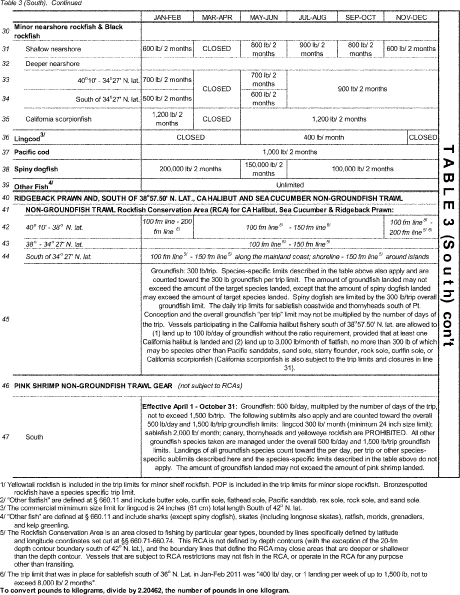 Table 3 (South). Continued
JAN-FEB MAR-APR MAY-JUN JUL-AUG SEP-OCT NOV-DEC
30 Minor nearshore rockfish & Black rockfish
31 Shallow nearshore 600 lb/ 2 months CLOSED 800 lb/ 2 months 900 lb/ 2 months 800 lb/ 2 months 600 lb/ 2 months
32 Deeper nearshore
33 40°10' - 34°27' N. lat. 700 lb/ 2 months CLOSED 700 lb/ 2 months 900 lb/ 2 months
34 South of 34°27' N. lat. 500 lb/ 2 months 600 lb/ 2 months
35 California scorpionfish 1,200 lb/ 2 months CLOSED 1,200 lb/ 2 months
36 Lingcod3/ CLOSED 400 lb/ month CLOSED
37 Pacific cod 1,000 lb/ 2 months
38 Spiny dogfish 200,000 lb/ 2 months 150,000 lb/ 2 months 100,000 lb/ 2 months
39 Other Fish4/ Unlimited
40 RIDGEBACK PRAWN AND, SOUTH OF 38°57.50' N. LAT., CA HALIBUT AND SEA CUCUMBER NON-GROUNDFISH TRAWL
41 NON-GROUNDFISH TRAWL Rockfish Conservation Area (RCA) for CA Halibut, Sea Cucumber & Ridgeback Prawn:
42 40°10' - 38° N. lat. 100 fm line - 200 fm line 100 fm line - 150 fm line 100 fm line - 200 fm line
43 38° - 34°27' N. lat. 100 fm line - 150 fm line
44 South of 34°27' N. lat. 100 fm line - 150 fm line along the mainland coast; shoreline - 150 fm line around islands
45 Groundfish: 300 lb/trip. Species-specific limits described in the table above also apply and are counted
toward the 300 lb groundfish per trip limit. The amount of groundfish landed may not
exceed the amount of the target species landed, except that the amount of spiny dogfish landed
may exceed the amount of target species landed. Spiny dogfish are limited by the 300 lb/trip overall
groundfish limit. The daily trip limits for sablefish coastwide and thornyheads south of Pt.
Conception and the overall groundfish "per trip" limit may not be multiplied by the number of days of
the trip. Vessels participating in the California halibut fishery south of 38°57.50' N. lat. are allowed to
(1) land up to 100 lb/day of groundfish without the ratio requirement, provided that at least one
California halibut is landed and (2) land up to 3,000 lb/month of flatfish, no more than 300 lb of which
may be species other than Pacific sanddabs, sand sole, starry flounder, rock sole, curlfin sole, or
California scorpionfish (California scorpionfish is also subject to the trip limits and closures in line
31).
46 PINK SHRIMP NON-GROUNDFISH TRAWL GEAR (not subject to RCAs)
47 South Effective April 1 - October 31: Groundfish: 500 lb/day, multiplied by the number of days of the trip,
not to exceed 1,500 lb/trip. The following sublimits also apply and are counted toward the overall
500 lb/day and 1,500 lb/trip groundfish limits: lingcod 300 lb/ month (minimum 24 inch size limit);
sablefish 2,000 lb/ month; canary, thornyheads and yelloweye rockfish are PROHIBITED. All other
groundfish species taken are managed under the overall 500 lb/day and 1,500 lb/trip groundfish
limits. Landings of all groundfish species count toward the per day, per trip or other species-
specific sublimits described here and the species-specific limits described in the table above do not
apply. The amount of groundfish landed may not exceed the amount of pink shrimp landed.
TABLE 3 (South) con't
1/ Yellowtail rockfish is included in the trip limits for minor shelf rockfish. POP is included in the trip limits for minor slope rockfish. Bronzespotted
rockfish have a species specific trip limit.
2/ "Other flatfish" are defined at § 660.11 and include butter sole, curlfin sole, flathead sole, Pacific sanddab, rex sole, rock sole, and sand sole.
3/ The commercial minimum size limit for lingcod is 24 inches (61 cm) total length South of 42° N. lat.
4/ "Other fish" are defined at § 660.11 and include sharks (except spiny dogfish), skates (including longnose skates), ratfish, morids, grenadiers,
and kelp greenling.
5/ The Rockfish Conservation Area is an area closed to fishing by particular gear types, bounded by lines specifically defined by latitude
and longitude coordinates set out at §§ 660.71-660.74. This RCA is not defined by depth contours (with the exception of the 20-fm
depth contour boundary south of 42° N. lat.), and the boundary lines that define the RCA may close areas that are deeper or shallower
than the depth contour. Vessels that are subject to RCA restrictions may not fish in the RCA, or operate in the RCA for any purpose
other than transiting.
6/ The trip limit that was in place for sablefish south of 36° N. Lat. in Jan-Feb 2011 was "400 lb/ day, or 1 landing per week of up to 1,500 lb, not to
exceed 8,000 lb/ 2 months"
To convert pounds to kilograms, divide by 2.20462, the number of pounds in one kilogram.